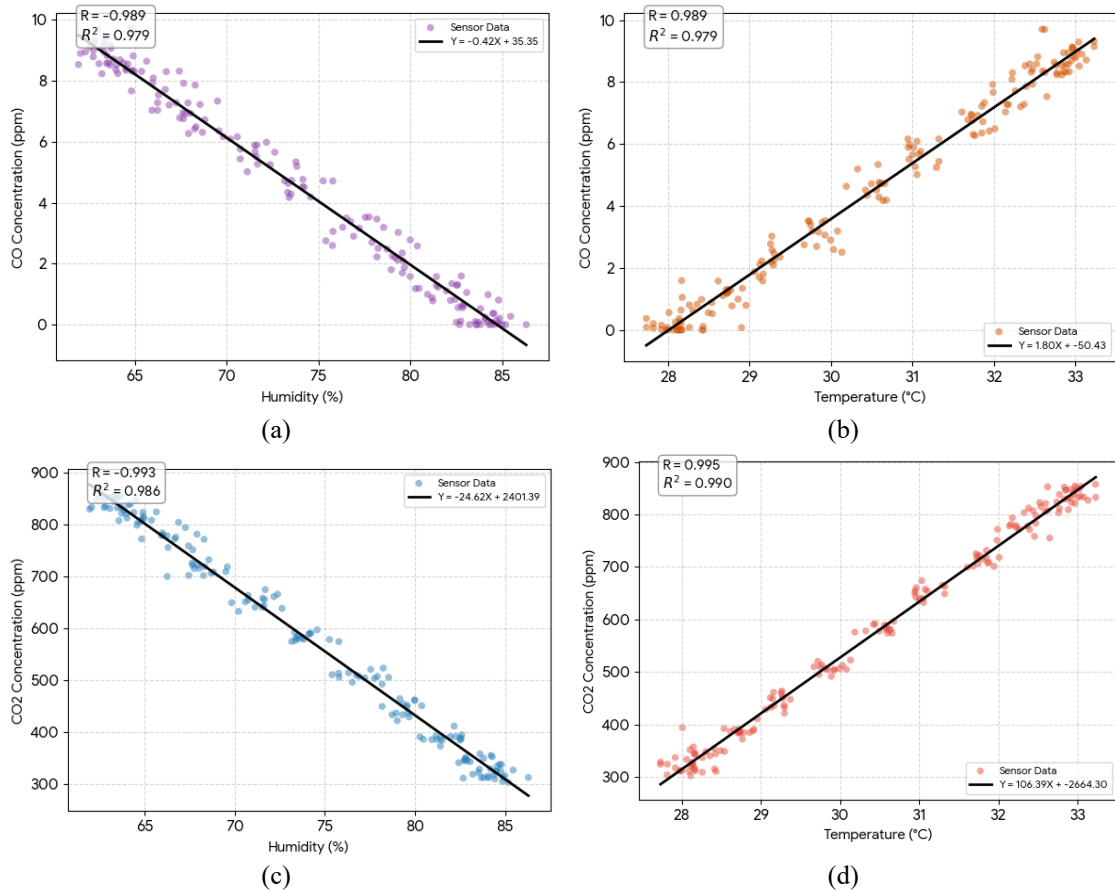 R = -0.989
R² = 0.979
Sensor Data
Y = -0.42X + 35.35
CO Concentration (ppm)
10
8
6
4
2
0
65
70
75
80
85
Humidity (%)
(a)
R = 0.989
R² = 0.979
Sensor Data
Y = 1.80X + -50.43
CO Concentration (ppm)
10
8
6
4
2
0
28
29
30
31
32
33
Temperature (°C)
(b)
R = -0.993
R² = 0.986
Sensor Data
Y = -24.62X + 2401.39
CO2 Concentration (ppm)
900
800
700
600
500
400
300
65
70
75
80
85
Humidity (%)
(c)
R = 0.995
R² = 0.990
Sensor Data
Y = 106.39X + -2664.30
CO2 Concentration (ppm)
900
800
700
600
500
400
300
28
29
30
31
32
33
Temperature (°C)
(d)